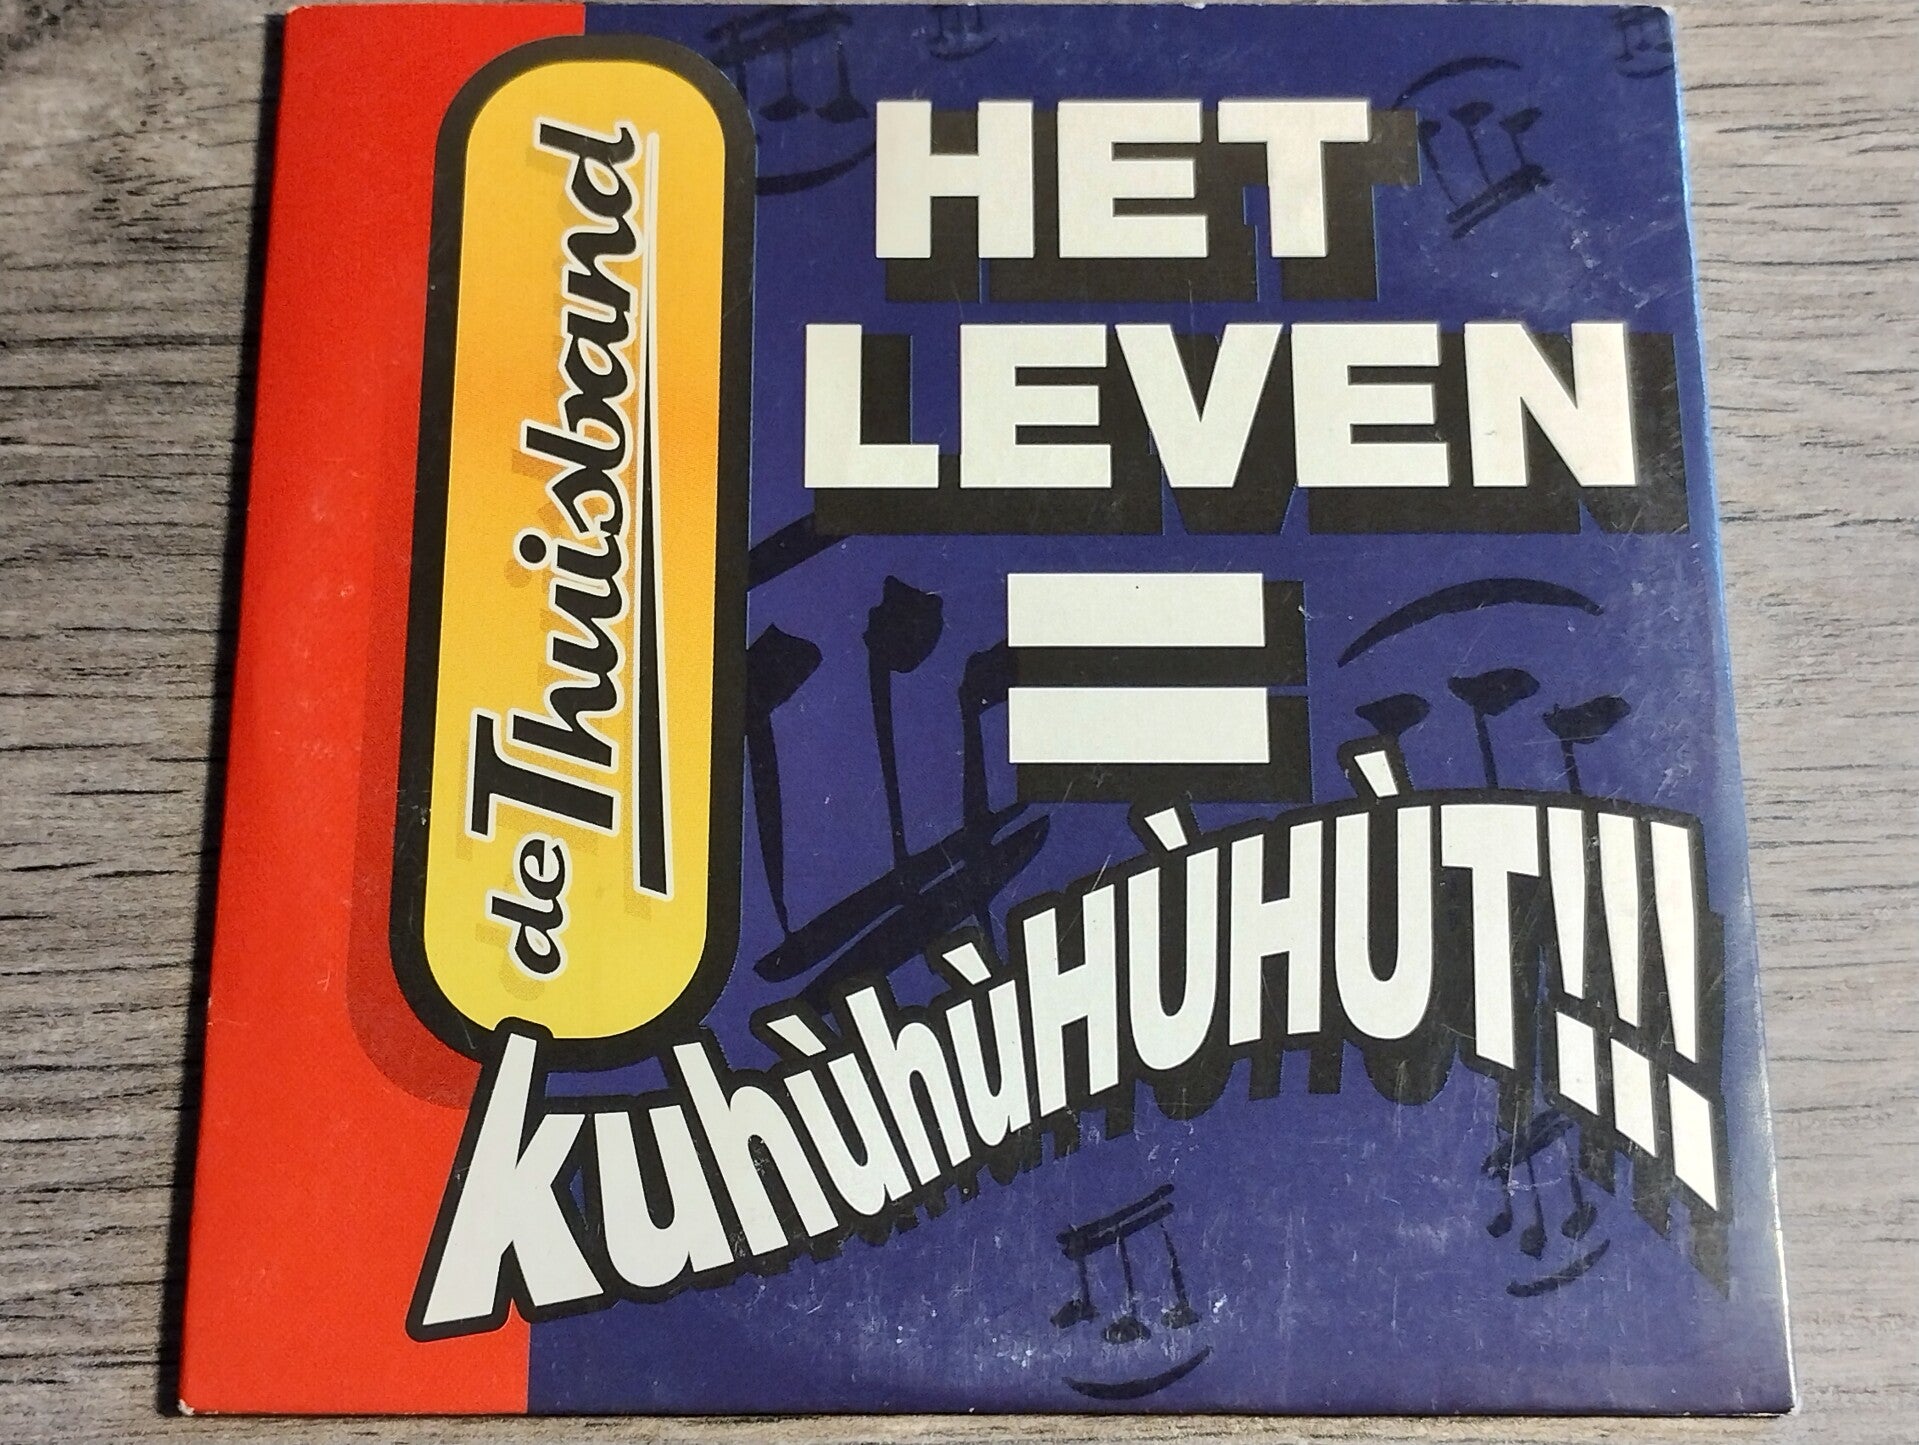 de Thuisband
HET
LEVEN
=
kuhùhùHÙHÙT!!!